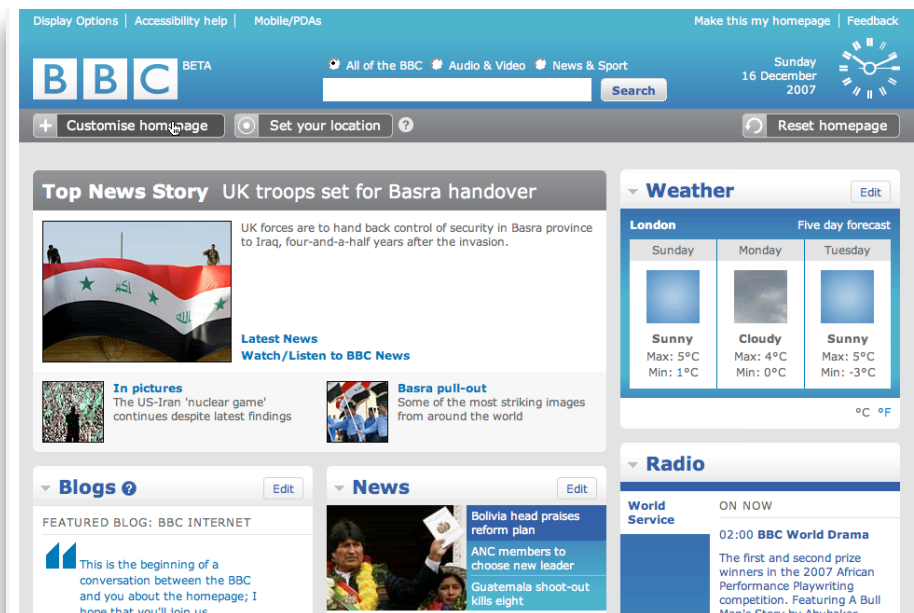 Display Options | Accessibility help | Mobile/PDAs
Make this my homepage | Feedback
BBC BETA
All of the BBC Audio & Video News & Sport
Search
Sunday
16 December
2007
Customise homepage
Set your location
?
Reset homepage
Top News Story UK troops set for Basra handover
UK forces are to hand back control of security in Basra province
to Iraq, four-and-a-half years after the invasion.
Latest News
Watch/Listen to BBC News
In pictures
The US-Iran 'nuclear game'
continues despite latest findings
Basra pull-out
Some of the most striking images
from around the world
Weather
Edit
London
Five day forecast
Sunday Monday Tuesday
Sunny Cloudy Sunny
Max: 5°C Max: 4°C Max: 5°C
Min: 1°C Min: 0°C Min: -3°C
°C °F
Blogs ?
Edit
FEATURED BLOG: BBC INTERNET
This is the beginning of a
conversation between the BBC
and you about the homepage; I
hope that you'll join us
News
Edit
Bolivia head praises
reform plan
ANC members to
choose new leader
Guatemala shoot-out
kills eight
Radio
World
Service
ON NOW
02:00 BBC World Drama
The first and second prize
winners in the 2007 African
Performance Playwriting
competition. Featuring A Bull
Man's Story by